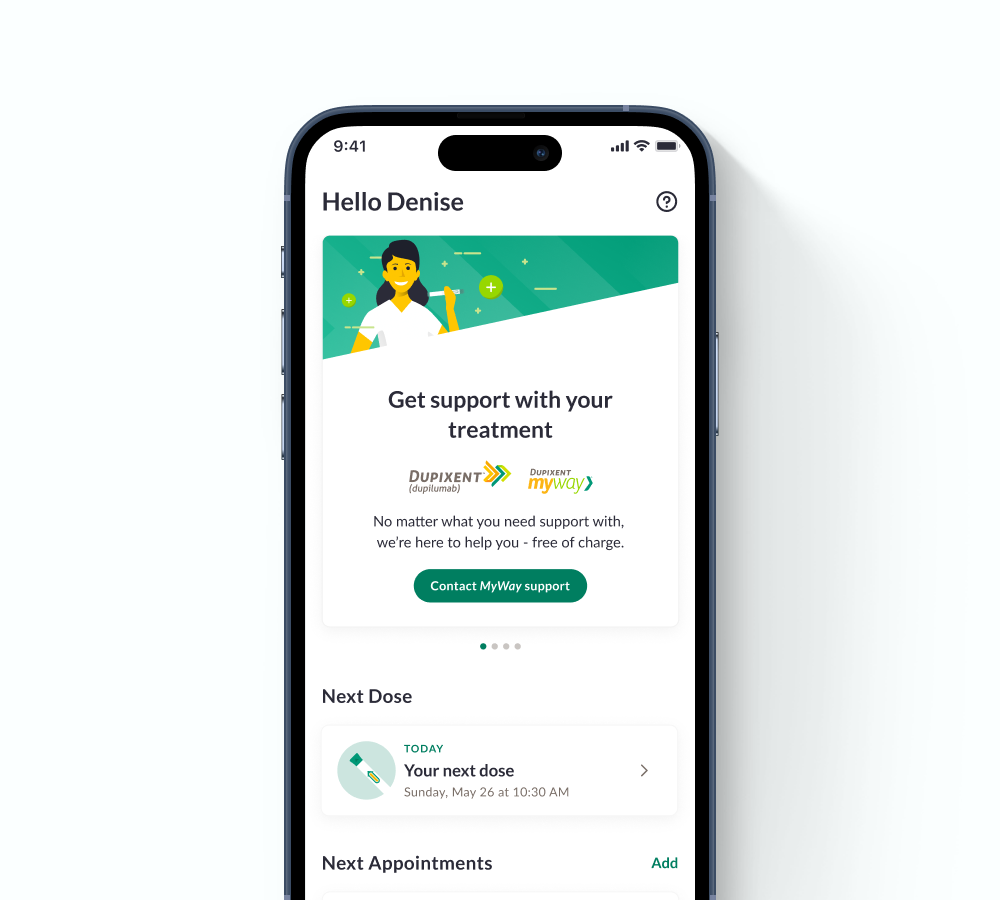 9:41
Hello Denise
Get support with your
treatment
DUPIXENT
(dupilumab)
DUPIXENT
myway
No matter what you need support with,
we're here to help you - free of charge.
Contact MyWay support
Next Dose
TODAY
Your next dose
Sunday, May 26 at 10:30 AM
Next Appointments
Add